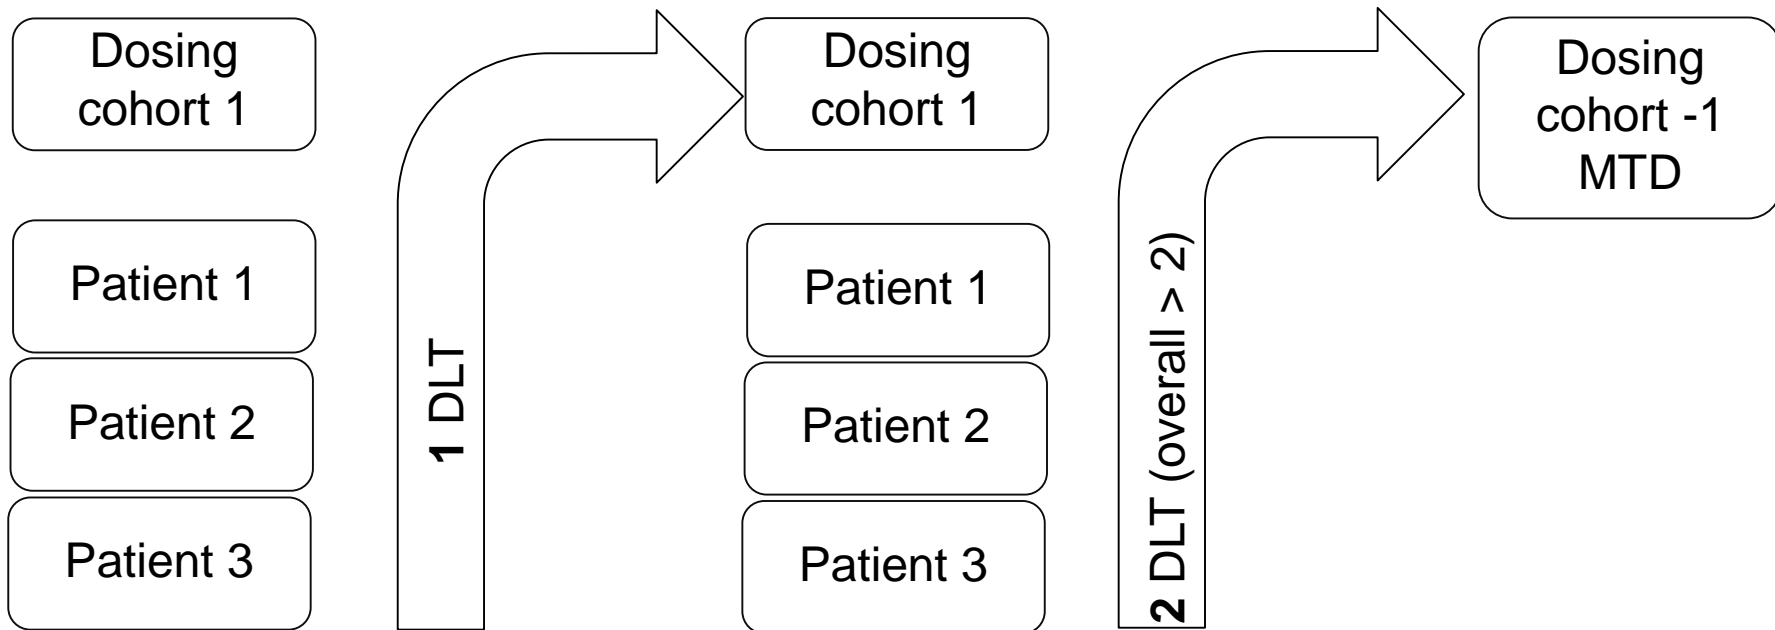 Dosing
cohort 1
Patient 1
Patient 2
Patient 3
1 DLT
Dosing
cohort 1
Patient 1
Patient 2
Patient 3
2 DLT (overall > 2)
Dosing
cohort -1
MTD